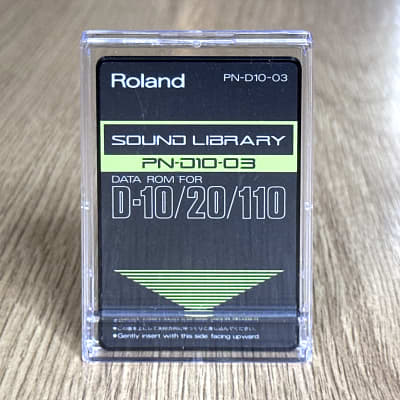 Roland
PN-D10-03
SOUND LIBRARY
PN-D10-03
DATA ROM FOR
D-10/20/110
●Gently insert with this side facing upward.